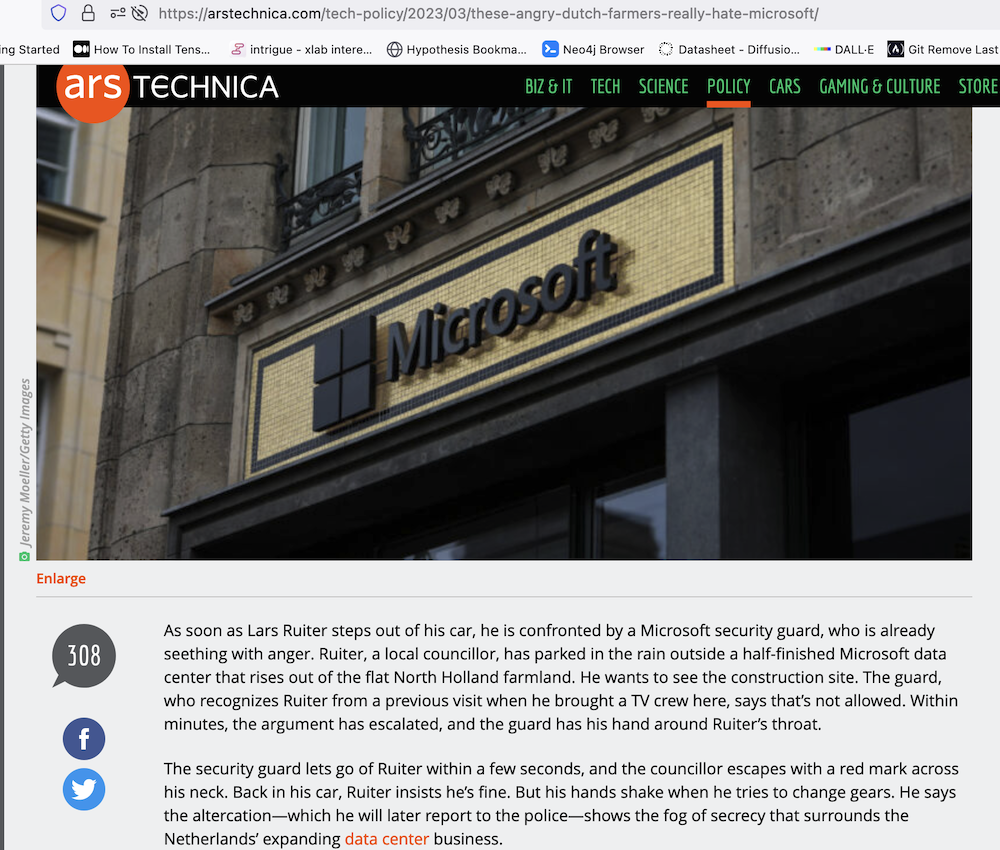 https://arstechnica.com/tech-policy/2023/03/these-angry-dutch-farmers-really-hate-microsoft/
ing Started How To Install Tens... intrigue – xlab intere... Hypothesis Bookma... Neo4j Browser Datasheet - Diffusio... DALL·E Git Remove Last
ars TECHNICA BIZ & IT TECH SCIENCE POLICY CARS GAMING & CULTURE STORE
Microsoft
Jeremy Moeller/Getty Images
Enlarge
308
As soon as Lars Ruiter steps out of his car, he is confronted by a Microsoft security guard, who is already
seething with anger. Ruiter, a local councillor, has parked in the rain outside a half-finished Microsoft data
center that rises out of the flat North Holland farmland. He wants to see the construction site. The guard,
who recognizes Ruiter from a previous visit when he brought a TV crew here, says that’s not allowed. Within
minutes, the argument has escalated, and the guard has his hand around Ruiter’s throat.
The security guard lets go of Ruiter within a few seconds, and the councillor escapes with a red mark across
his neck. Back in his car, Ruiter insists he’s fine. But his hands shake when he tries to change gears. He says
the altercation—which he will later report to the police—shows the fog of secrecy that surrounds the
Netherlands’ expanding data center business.